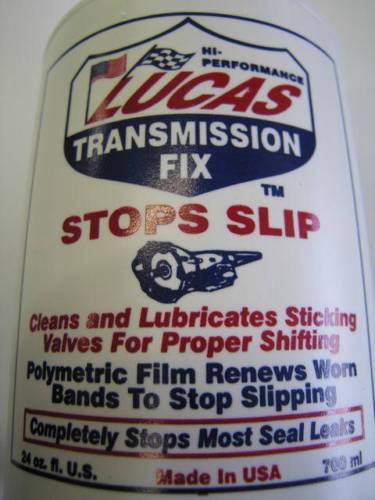 HI-
PERFORMANCE
LUCAS
TRANSMISSION
FIX
TM
STOPS SLIP
Cleans and Lubricates Sticking
Valves For Proper Shifting
Polymetric Film Renews Worn
Bands To Stop Slipping
Completely Stops Most Seal Leaks
24 oz. fl. U.S. Made In USA 700 ml